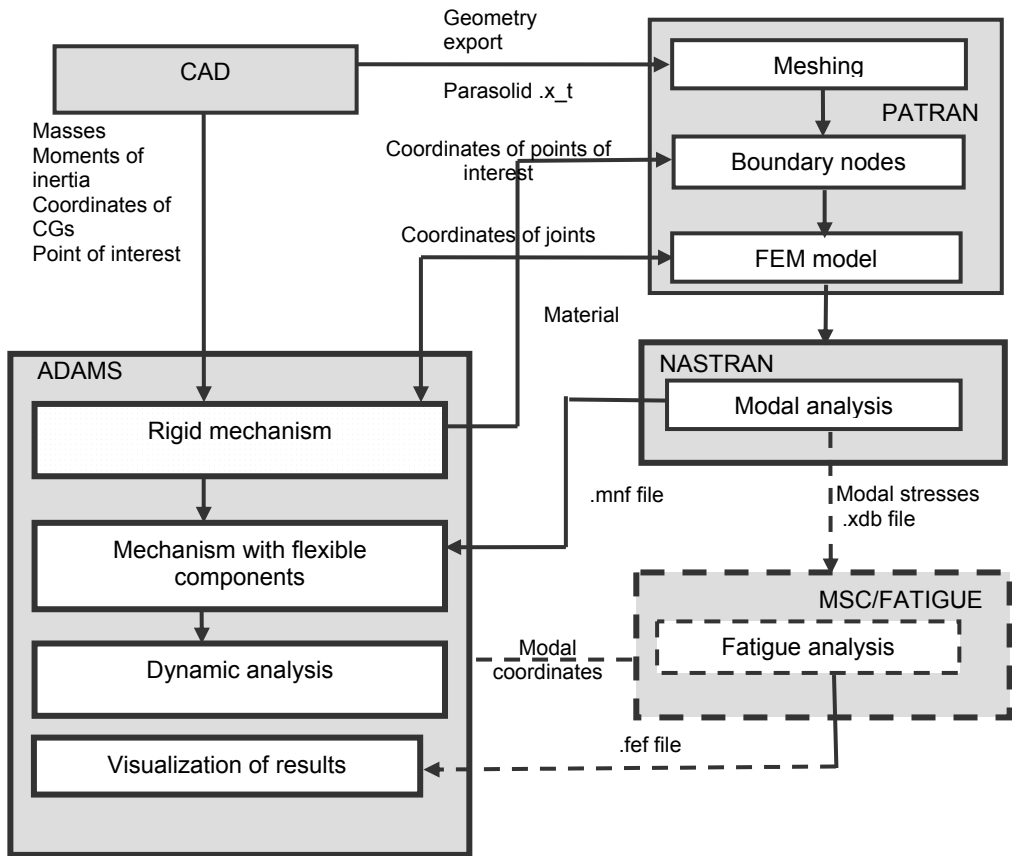 Geometry
export
CAD
Meshing
Parasolid .x_t
PATRAN
Masses
Moments of
inertia
Coordinates of
CGs
Point of interest
Coordinates of points of
interest
Boundary nodes
Coordinates of joints
FEM model
Material
ADAMS
NASTRAN
Rigid mechanism
Modal analysis
.mnf file
Modal stresses
.xdb file
Mechanism with flexible
components
MSC/FATIGUE
Fatigue analysis
Dynamic analysis
Modal
coordinates
.fef file
Visualization of results